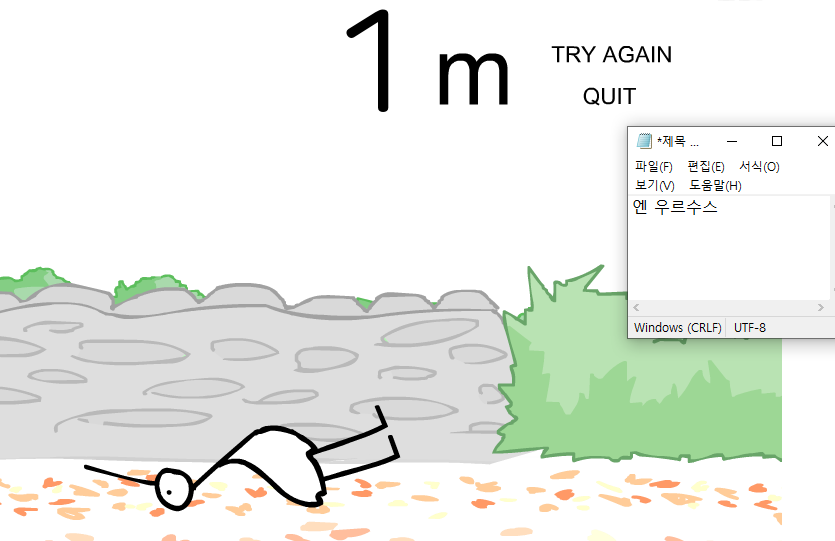 1 m
TRY AGAIN
QUIT
*제목 ...
파일(F) 편집(E) 서식(O)
보기(V) 도움말(H)
엔 우르수스
Windows (CRLF) UTF-8